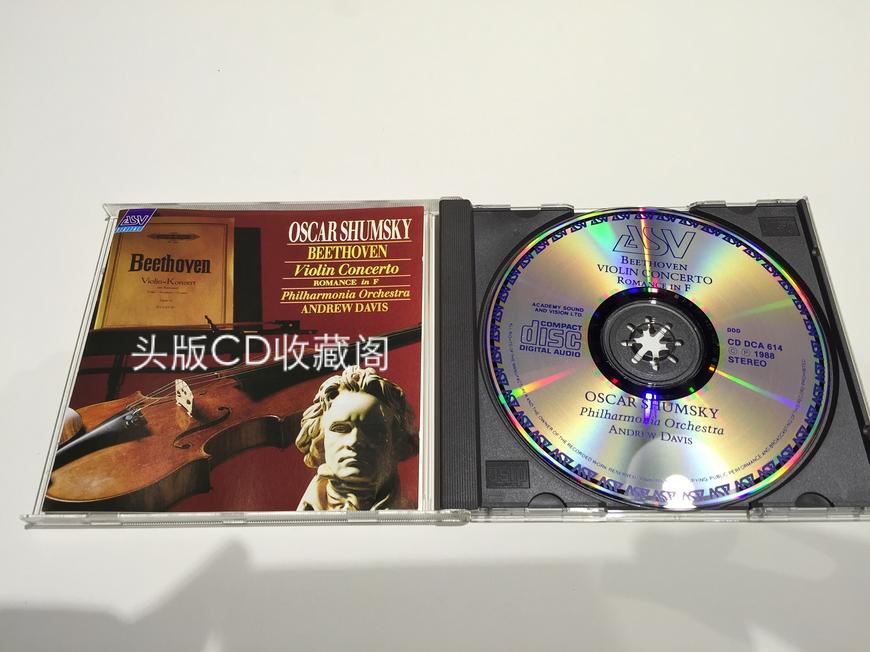 ASV
DIGITAL
Beethoven
Violin-Konzert
OSCAR SHUMSKY
BEETHOVEN
Violin Concerto
ROMANCE in F
Philharmonia Orchestra
ANDREW DAVIS
头版CD收藏阁
ASV
BEETHOVEN
VIOLIN CONCERTO
ROMANCE IN F
ACADEMY SOUND
AND VISION LTD.
COMPACT
disc
DIGITAL AUDIO
DDD
CD DCA 614
© ℗ 1988
STEREO
OSCAR SHUMSKY
Philharmonia Orchestra
ANDREW DAVIS